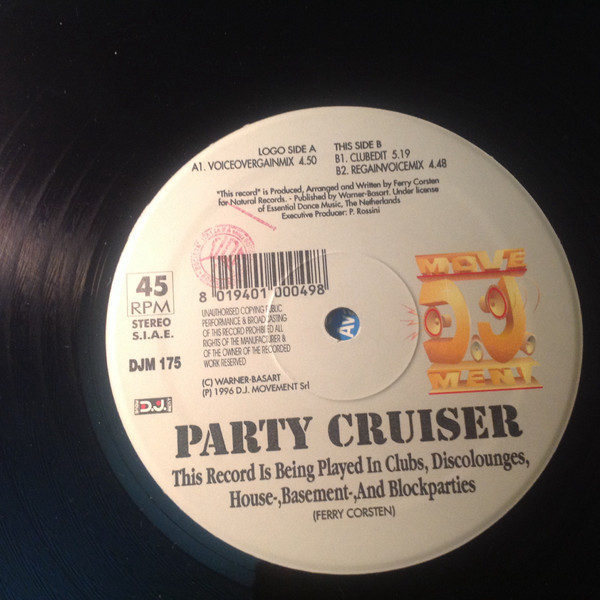 LOGO SIDE A
A1. VOICEOVERGAINMIX 4.50
THIS SIDE B
B1. CLUBEDIT 5.19
B2. REGAINVOICEMIX 4.48
"This record" is Produced, Arranged and Written by Ferry Corsten
for Natural Records. - Published by Warner-Basart. Under license
of Essential Dance Music, The Netherlands
Executive Producer: P. Rossini
8 019401 000498
45
RPM
STEREO
S.I.A.E.
DJM 175
UNAUTHORISED COPYING PUBLIC
PERFORMANCE & BROADCASTING
OF THIS RECORD PROHIBITED ALL
RIGHTS OF THE MANUFACTURER &
OF THE OWNER OF THE RECORDED
WORK RESERVED
(C) WARNER-BASART
(P) 1996 D.J. MOVEMENT Srl
D.J.
MOVE
D.J.
MENT
Av
PARTY CRUISER
This Record Is Being Played In Clubs, Discolounges,
House-,Basement-,And Blockparties
(FERRY CORSTEN)